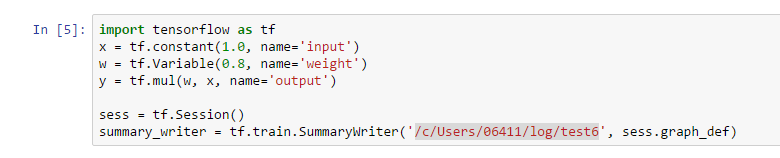 In [5]: import tensorflow as tf
x = tf.constant(1.0, name='input')
w = tf.Variable(0.8, name='weight')
y = tf.mul(w, x, name='output')
sess = tf.Session()
summary_writer = tf.train.SummaryWriter('/c/Users/06411/log/test6', sess.graph_def)